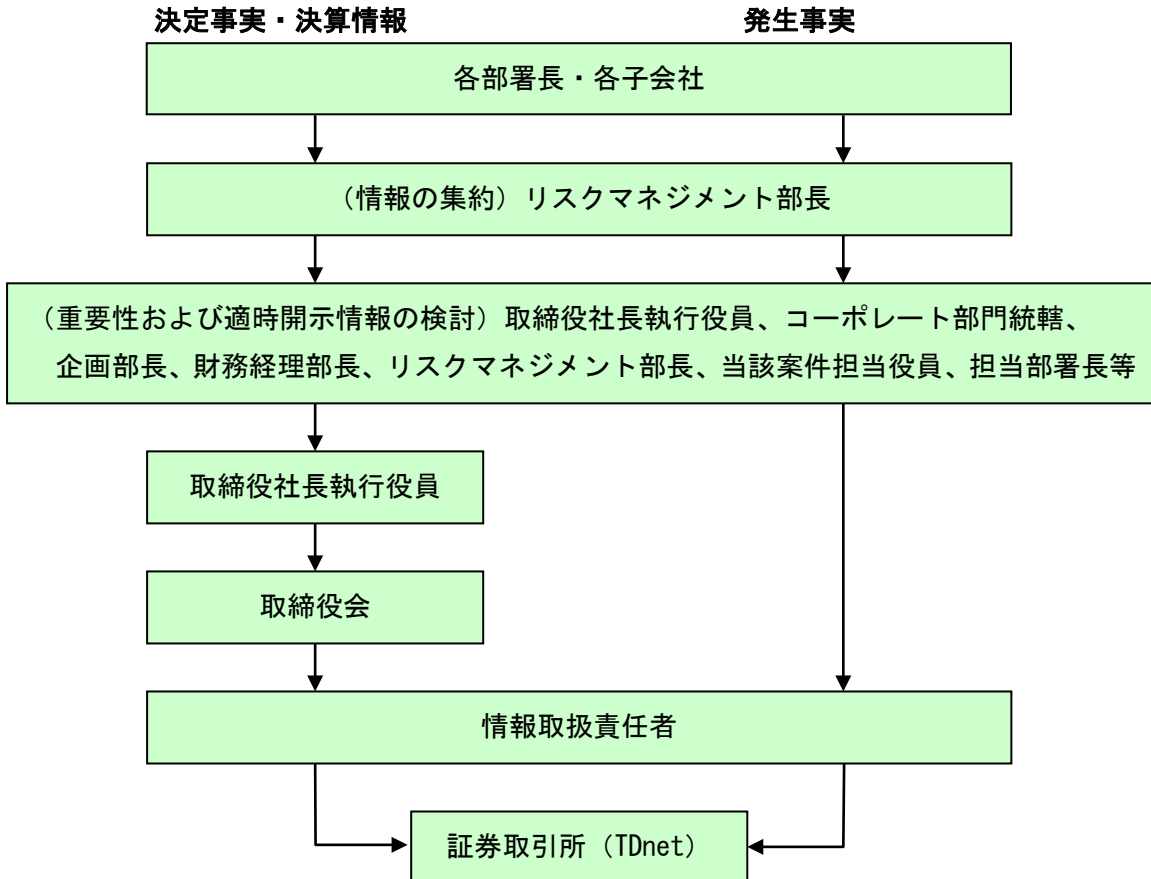 決定事実・決算情報
発生事実
各部署長・各子会社
（情報の集約）リスクマネジメント部長
（重要性および適時開示情報の検討）取締役社長執行役員、コーポレート部門統轄、
企画部長、財務経理部長、リスクマネジメント部長、当該案件担当役員、担当部署長等
取締役社長執行役員
取締役会
情報取扱責任者
証券取引所（TDnet）